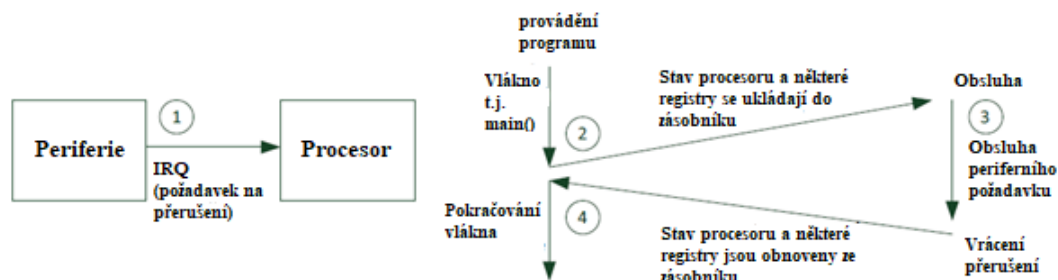 Periferie
1
IRQ
(požadavek na
přerušení)
Procesor
provádění
programu
Vlákno
t.j.
main()
2
Stav procesoru a některé
registry se ukládají do
zásobníku
Obsluha
3
Obsluha
periferního
požadavku
Vrácení
přerušení
4
Stav procesoru a některé
registry jsou obnoveny ze
zásobníku
Pokračování
vlákna